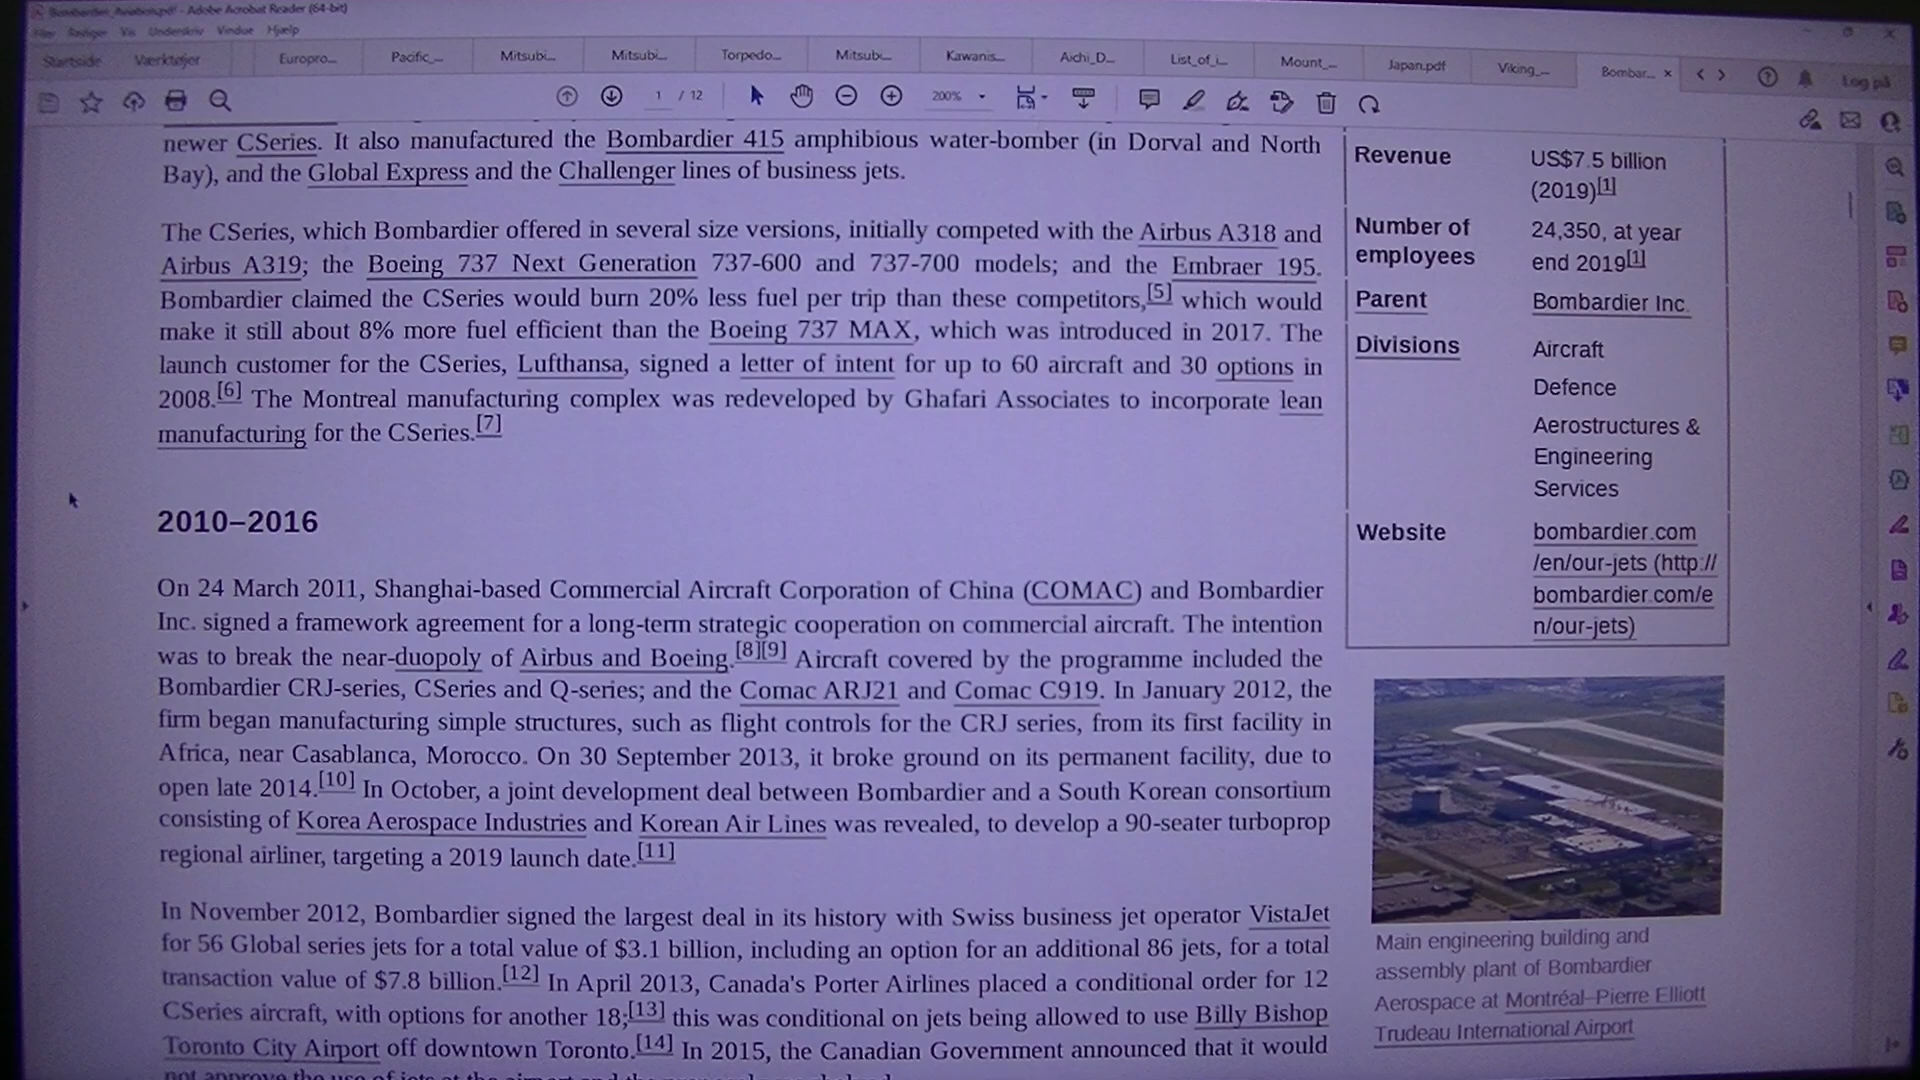 Bombardier_Aviation.pdf - Adobe Acrobat Reader (64-bit)
Filer Rediger Vis Underskriv Vindue Hjælp
Startside Værktøjer Europro... Pacific_... Mitsubi... Mitsubi... Torpedo... Mitsubi... Kawanis... Aichi_D... List_of_i... Mount_... Japan.pdf Viking_... Bombar... × Log på
1 / 12 200%
newer CSeries. It also manufactured the Bombardier 415 amphibious water-bomber (in Dorval and North
Bay), and the Global Express and the Challenger lines of business jets.
The CSeries, which Bombardier offered in several size versions, initially competed with the Airbus A318 and
Airbus A319; the Boeing 737 Next Generation 737-600 and 737-700 models; and the Embraer 195.
Bombardier claimed the CSeries would burn 20% less fuel per trip than these competitors,[5] which would
make it still about 8% more fuel efficient than the Boeing 737 MAX, which was introduced in 2017. The
launch customer for the CSeries, Lufthansa, signed a letter of intent for up to 60 aircraft and 30 options in
2008.[6] The Montreal manufacturing complex was redeveloped by Ghafari Associates to incorporate lean
manufacturing for the CSeries.[7]
2010–2016
On 24 March 2011, Shanghai-based Commercial Aircraft Corporation of China (COMAC) and Bombardier
Inc. signed a framework agreement for a long-term strategic cooperation on commercial aircraft. The intention
was to break the near-duopoly of Airbus and Boeing.[8][9] Aircraft covered by the programme included the
Bombardier CRJ-series, CSeries and Q-series; and the Comac ARJ21 and Comac C919. In January 2012, the
firm began manufacturing simple structures, such as flight controls for the CRJ series, from its first facility in
Africa, near Casablanca, Morocco. On 30 September 2013, it broke ground on its permanent facility, due to
open late 2014.[10] In October, a joint development deal between Bombardier and a South Korean consortium
consisting of Korea Aerospace Industries and Korean Air Lines was revealed, to develop a 90-seater turboprop
regional airliner, targeting a 2019 launch date.[11]
In November 2012, Bombardier signed the largest deal in its history with Swiss business jet operator VistaJet
for 56 Global series jets for a total value of $3.1 billion, including an option for an additional 86 jets, for a total
transaction value of $7.8 billion.[12] In April 2013, Canada's Porter Airlines placed a conditional order for 12
CSeries aircraft, with options for another 18;[13] this was conditional on jets being allowed to use Billy Bishop
Toronto City Airport off downtown Toronto.[14] In 2015, the Canadian Government announced that it would
Revenue US$7.5 billion
(2019)[1]
Number of 24,350, at year
employees end 2019[1]
Parent Bombardier Inc.
Divisions Aircraft
Defence
Aerostructures &
Engineering
Services
Website bombardier.com
/en/our-jets (http://
bombardier.com/e
n/our-jets)
Main engineering building and
assembly plant of Bombardier
Aerospace at Montréal–Pierre Elliott
Trudeau International Airport